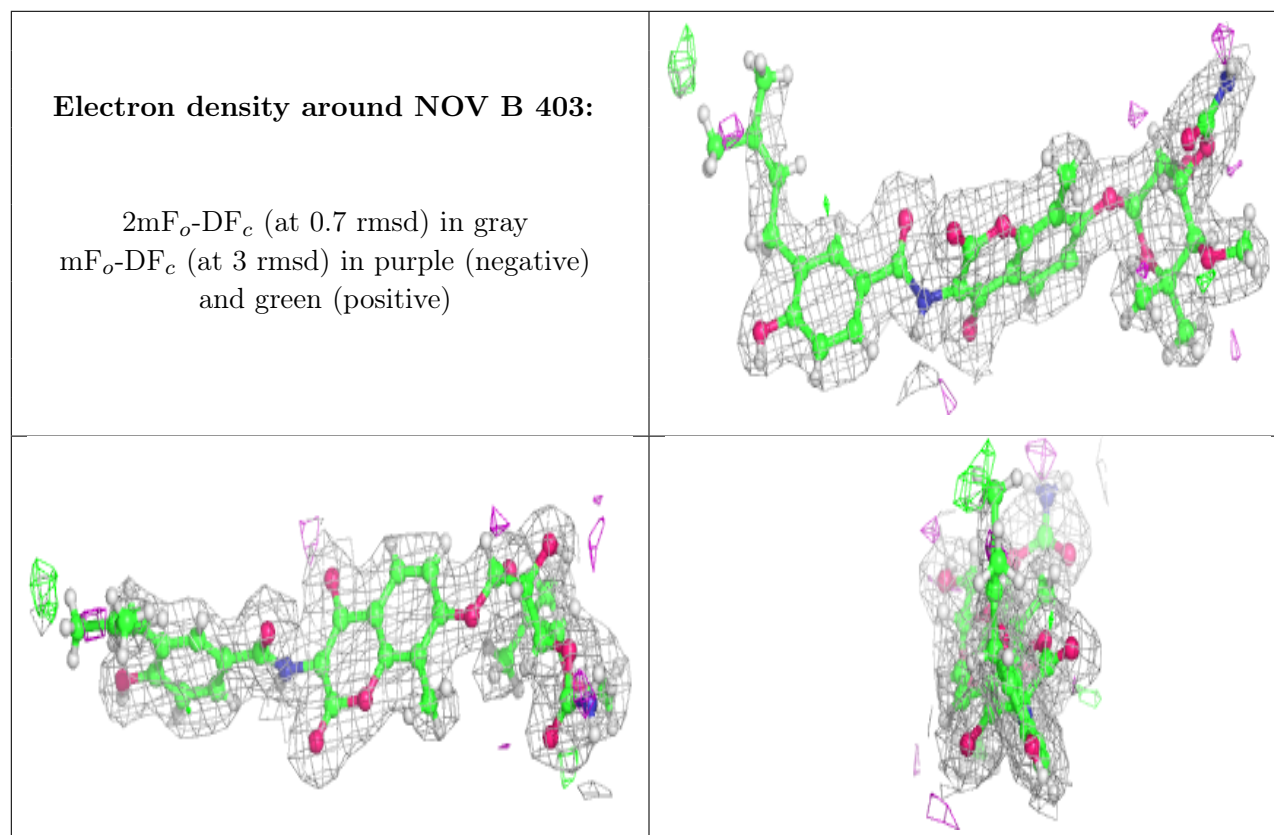 Electron density around NOV B 403:
2mFo-DFc (at 0.7 rmsd) in gray
mFo-DFc (at 3 rmsd) in purple (negative)
and green (positive)